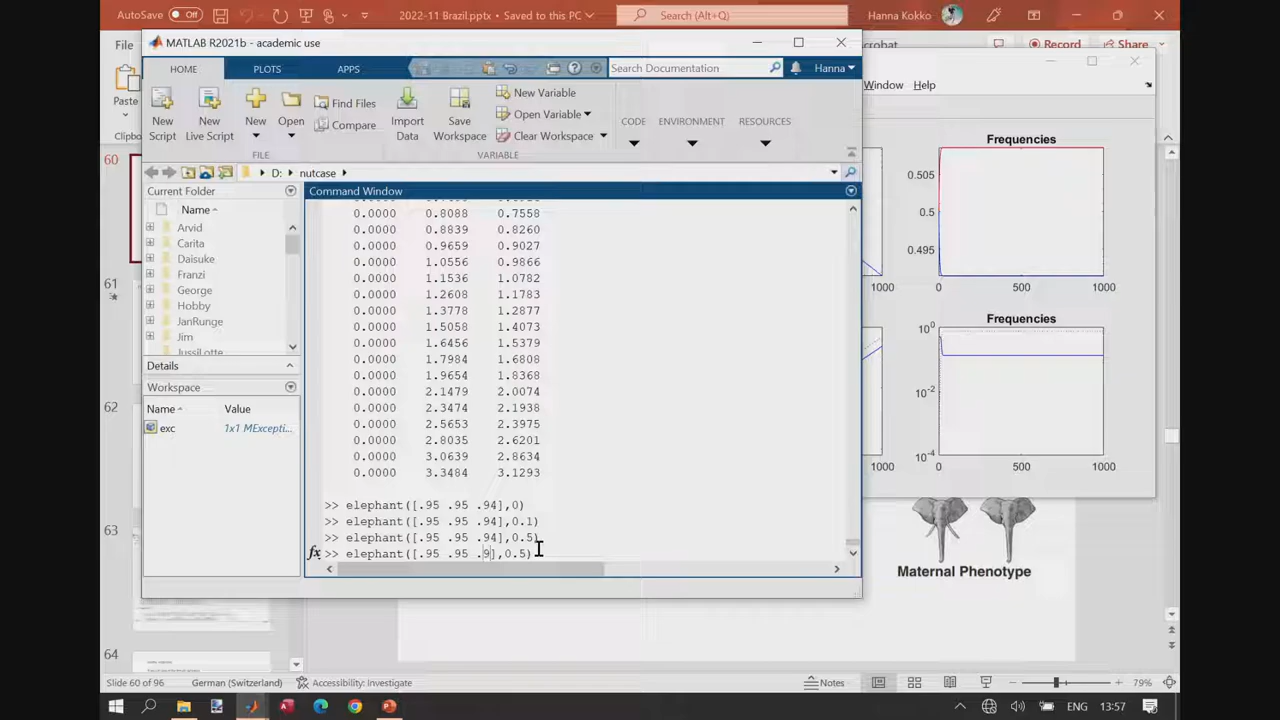 AutoSave Off 2022-11 Brazil.pptx - Saved to this PC Search (Alt+Q) Hanna Kokko
File Record Share
MATLAB R2021b - academic use
HOME PLOTS APPS Search Documentation Hanna
Window Help
Paste
New Script
New Live Script
New
Open
Find Files
Compare
Import Data
Save Workspace
New Variable
Open Variable
Clear Workspace
CODE ENVIRONMENT RESOURCES
FILE VARIABLE
D: nutcase
Current Folder
Name
Arvid
Carita
Daisuke
Franzi
George
Hobby
JanRunge
Jim
JussiLotte
Details
Workspace
Name Value
exc 1x1 MExcepti...
Command Window
0.0000 0.8088 0.7558
0.0000 0.8839 0.8260
0.0000 0.9659 0.9027
0.0000 1.0556 0.9866
0.0000 1.1536 1.0782
0.0000 1.2608 1.1783
0.0000 1.3778 1.2877
0.0000 1.5058 1.4073
0.0000 1.6456 1.5379
0.0000 1.7984 1.6808
0.0000 1.9654 1.8368
0.0000 2.1479 2.0074
0.0000 2.3474 2.1938
0.0000 2.5653 2.3975
0.0000 2.8035 2.6201
0.0000 3.0639 2.8634
0.0000 3.3484 3.1293
>> elephant([.95 .95 .94],0)
>> elephant([.95 .95 .94],0.1)
>> elephant([.95 .95 .94],0.5)
fx >> elephant([.95 .95 .9],0.5)
Frequencies
0.505
0.5
0.495
1000 0 500 1000
Frequencies
10^0
10^-2
10^-4
1000 0 500 1000
Maternal Phenotype
60
61
62
63
64
Slide 60 of 96 German (Switzerland) Accessibility: Investigate Notes 79%
ENG 13:57